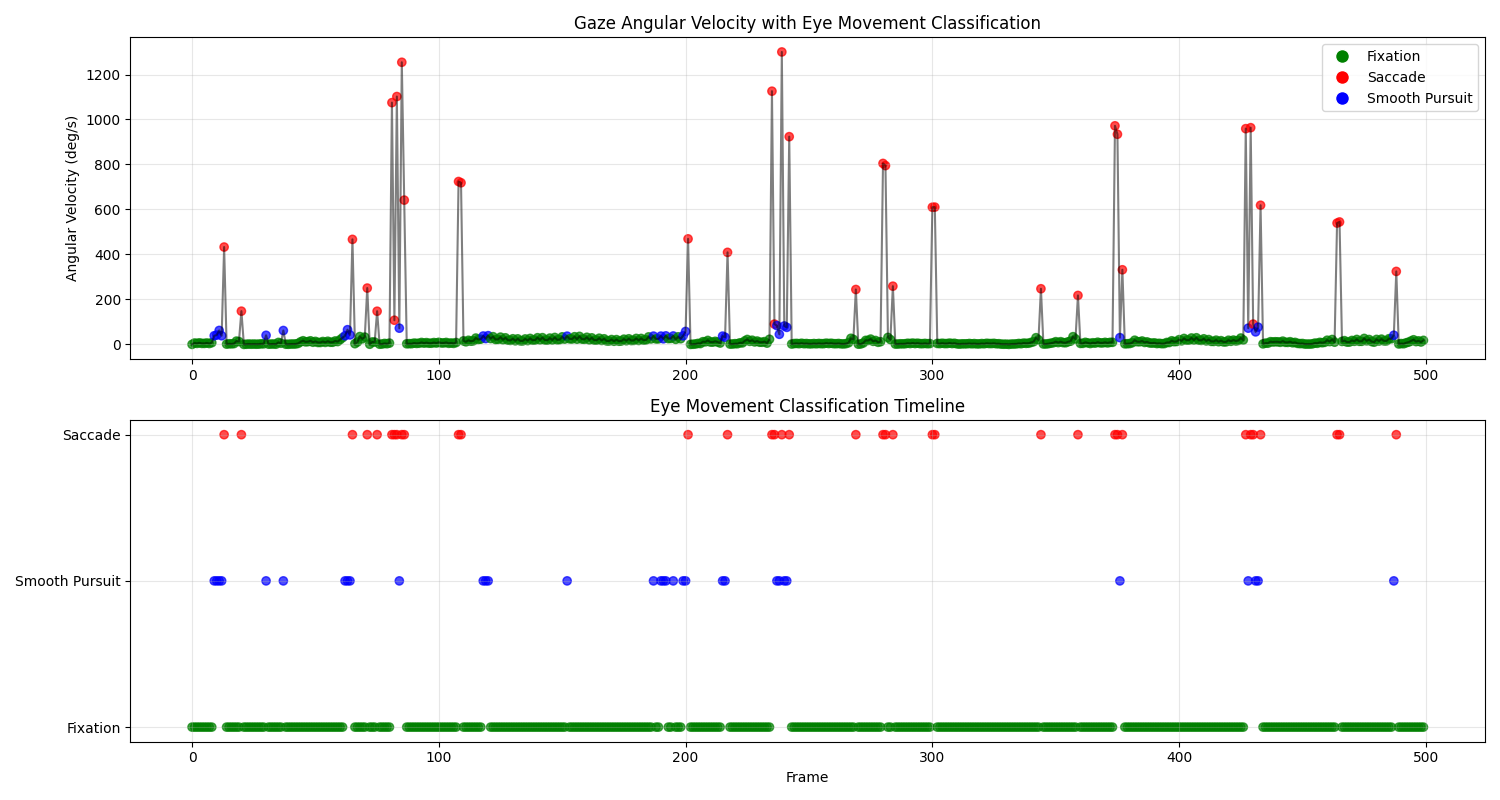 Gaze Angular Velocity with Eye Movement Classification
Angular Velocity (deg/s)
1200
1000
800
600
400
200
0
Fixation
Saccade
Smooth Pursuit
0 100 200 300 400 500
Eye Movement Classification Timeline
Saccade
Smooth Pursuit
Fixation
0 100 200 300 400 500
Frame